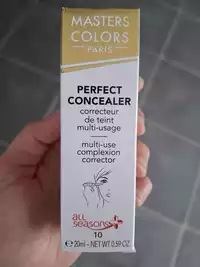 MASTERS
COLORS
PARIS
PERFECT
CONCEALER
correcteur
de teint
multi-usage
multi-use
complexion
corrector
all
seasons
10
℮ 20ml - NET WT. 0.59 OZ.